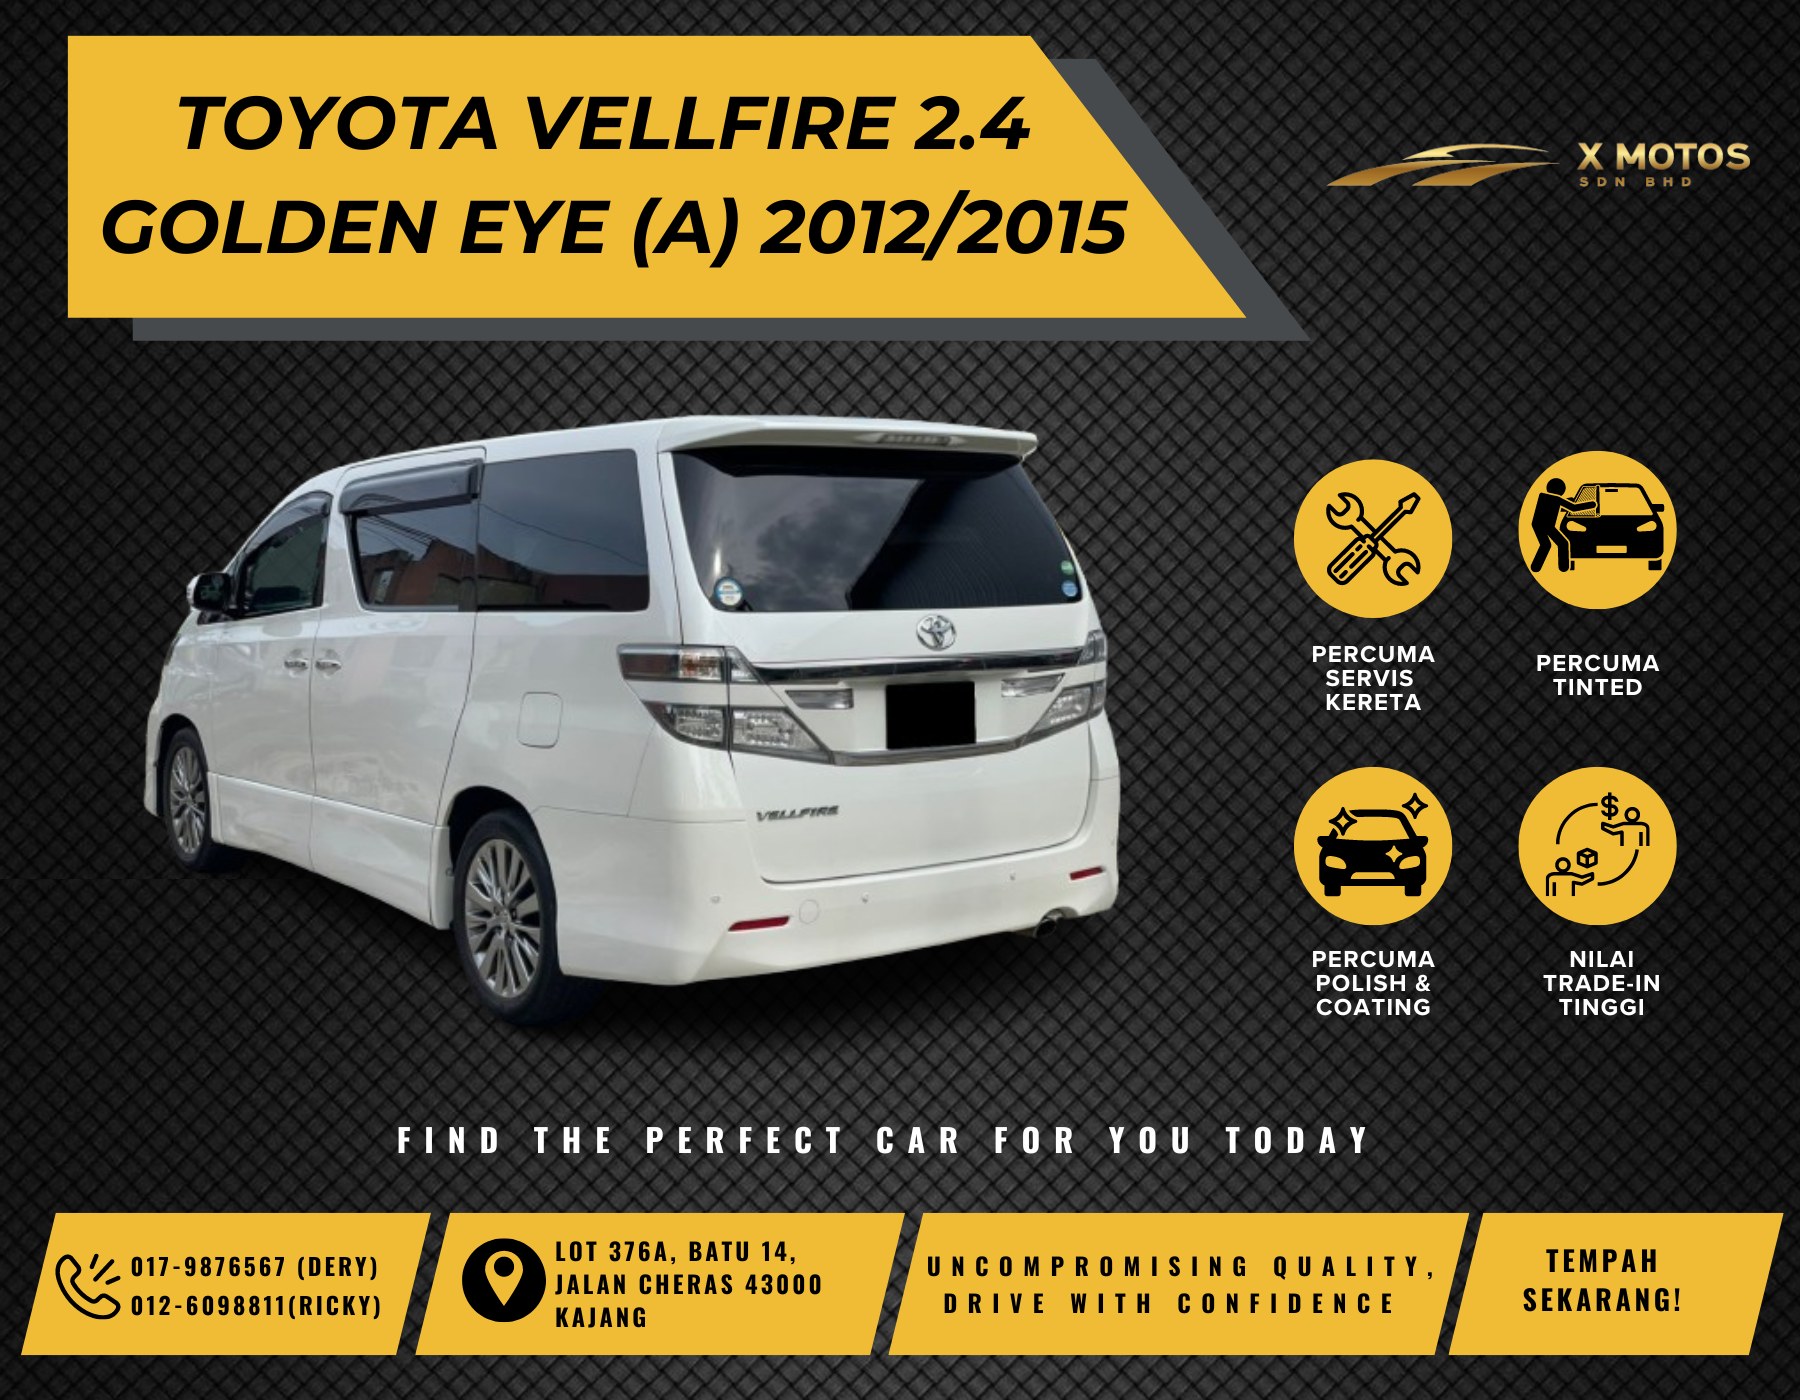 TOYOTA VELLFIRE 2.4
GOLDEN EYE (A) 2012/2015
X MOTOS
SDN BHD
VELLFIRE
PERCUMA
SERVIS
KERETA
PERCUMA
TINTED
PERCUMA
POLISH &
COATING
NILAI
TRADE-IN
TINGGI
FIND THE PERFECT CAR FOR YOU TODAY
017-9876567 (DERY)
012-6098811(RICKY)
LOT 376A, BATU 14,
JALAN CHERAS 43000
KAJANG
UNCOMPROMISING QUALITY,
DRIVE WITH CONFIDENCE
TEMPAH
SEKARANG!